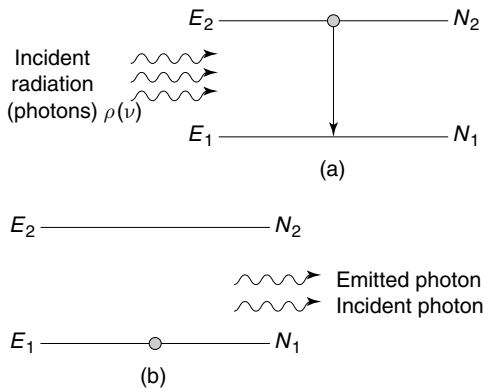 E₂ N₂
Incident
radiation
(photons) ρ(ν)
E₁ N₁
(a)
E₂ N₂
Emitted photon
Incident photon
E₁ N₁
(b)